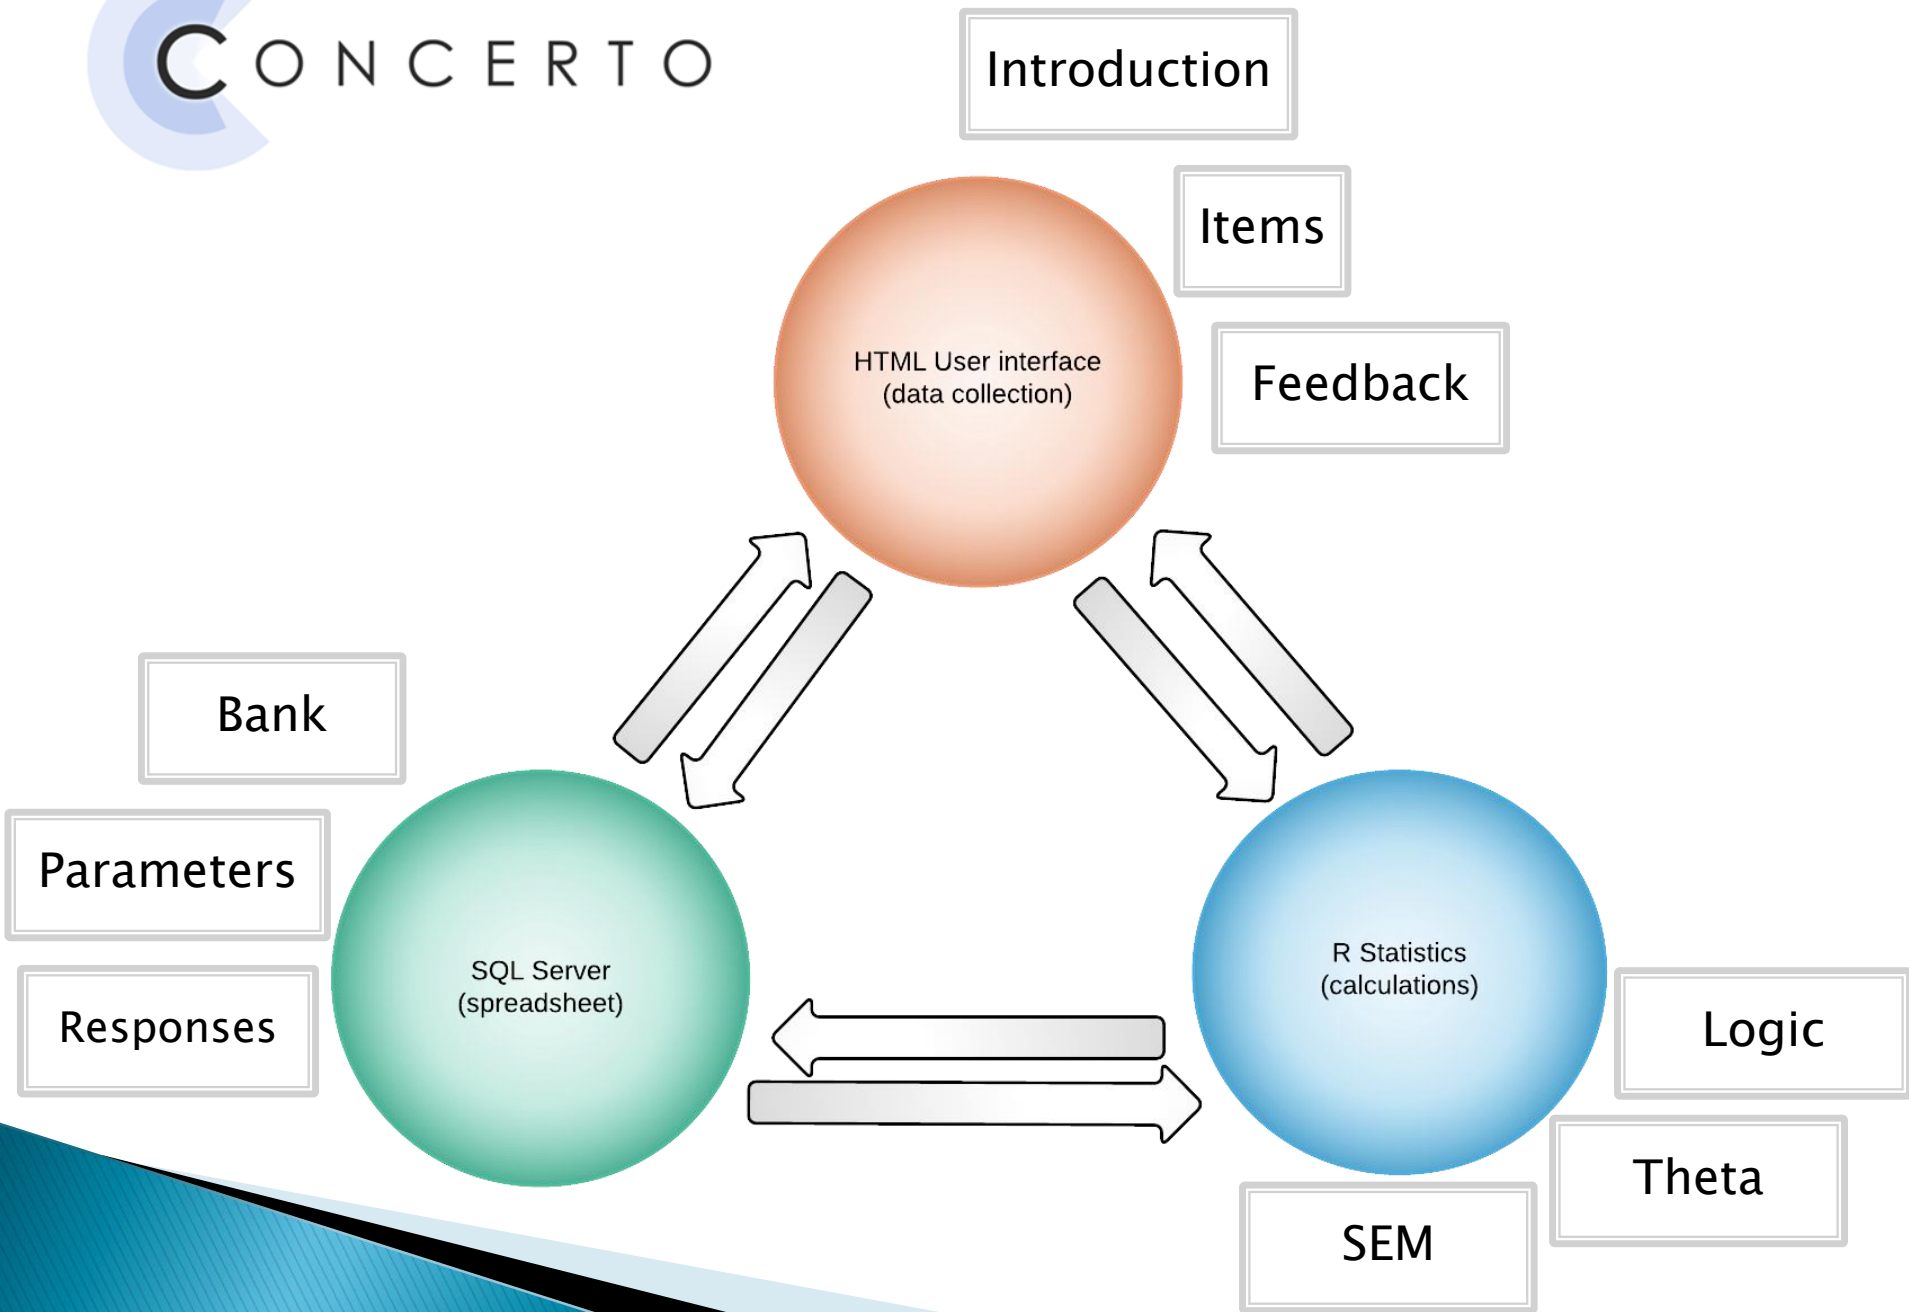 CONCERTO
Introduction
Items
HTML User interface
(data collection)
Feedback
Bank
Parameters
SQL Server
(spreadsheet)
Responses
R Statistics
(calculations)
Logic
Theta
SEM